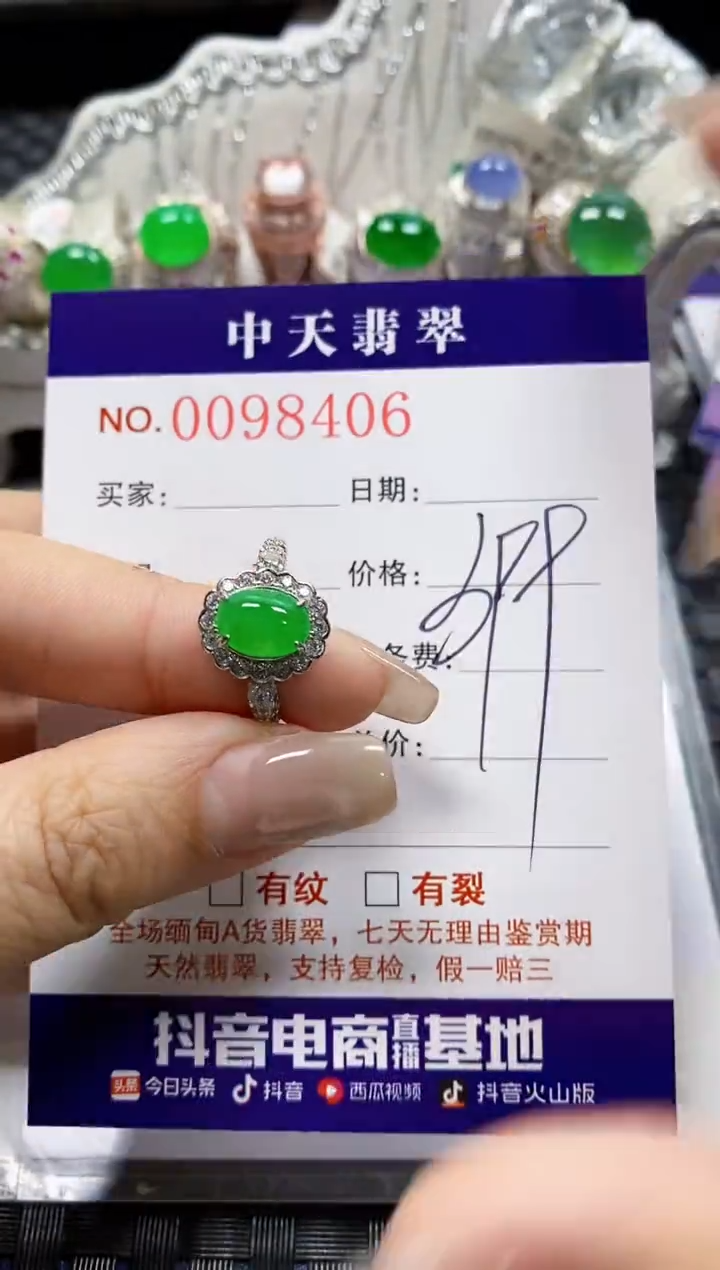 中天翡翠
NO. 0098406
买家: 日期:
价格:
务费:
价:
有纹 有裂
全场缅甸A货翡翠，七天无理由鉴赏期
天然翡翠，支持复检，假一赔三
抖音电商直播基地
头条 今日头条 抖音 西瓜视频 抖音火山版